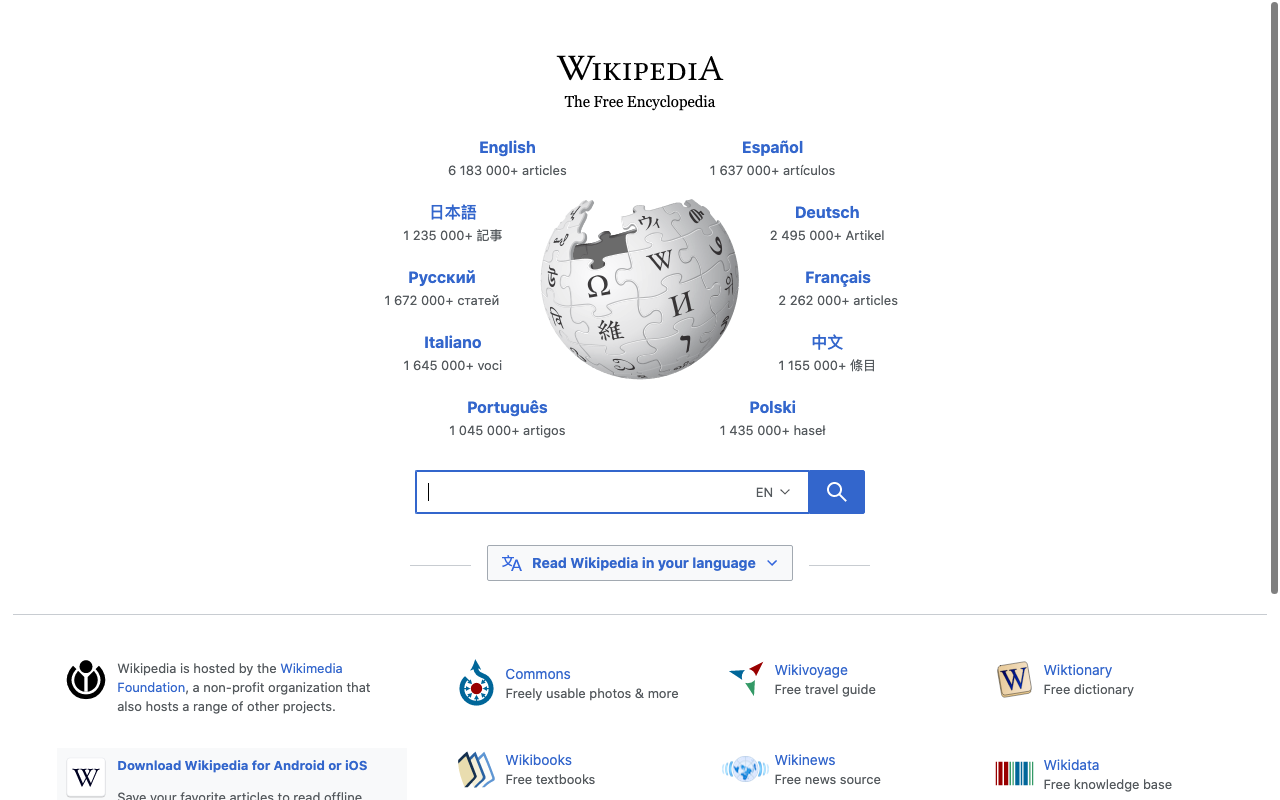 WIKIPEDIA
The Free Encyclopedia
English
6 183 000+ articles
Español
1 637 000+ artículos
日本語
1 235 000+ 記事
Deutsch
2 495 000+ Artikel
Русский
1 672 000+ статей
Français
2 262 000+ articles
Italiano
1 645 000+ voci
中文
1 155 000+ 條目
Português
1 045 000+ artigos
Polski
1 435 000+ haseł
ウィ
W
Ω
И
維
EN
Read Wikipedia in your language
Wikipedia is hosted by the Wikimedia
Foundation, a non-profit organization that
also hosts a range of other projects.
Commons
Freely usable photos & more
Wikivoyage
Free travel guide
W
Wiktionary
Free dictionary
W
Download Wikipedia for Android or iOS
Save your favorite articles to read offline,
Wikibooks
Free textbooks
Wikinews
Free news source
Wikidata
Free knowledge base